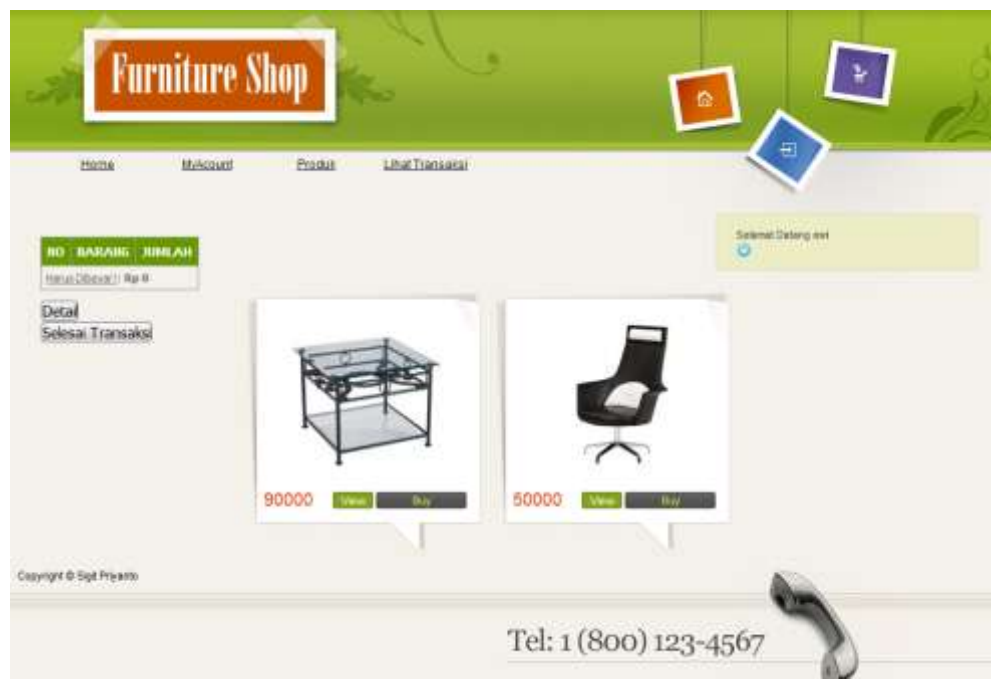 Furniture Shop
Home MyAcount Produk Lihat Transaksi
Selamat Datang
NO BARANG JUMLAH
Harus Dibayar!! Rp 0
Detail
Selesai Transaksi
90000 View Buy
50000 View Buy
Copyright © Sigit Priyanto
Tel: 1 (800) 123-4567